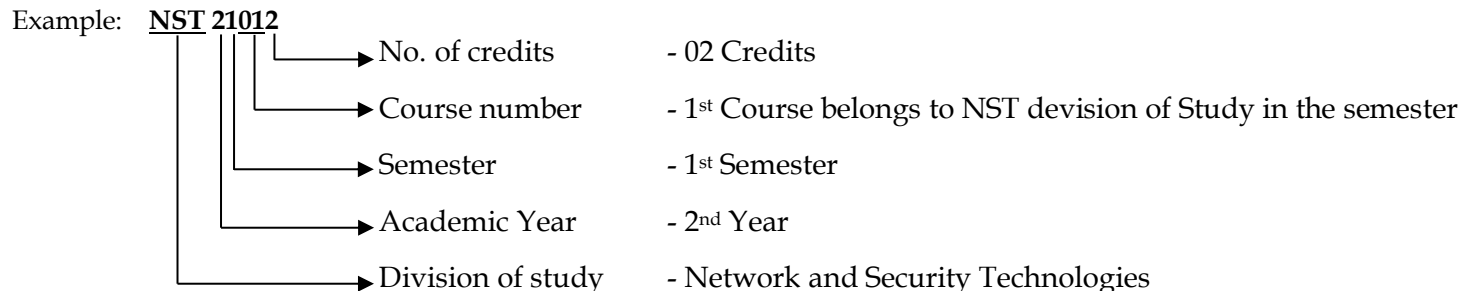 Example: NST 21012
No. of credits - 02 Credits
Course number - 1st Course belongs to NST devision of Study in the semester
Semester - 1st Semester
Academic Year - 2nd Year
Division of study - Network and Security Technologies